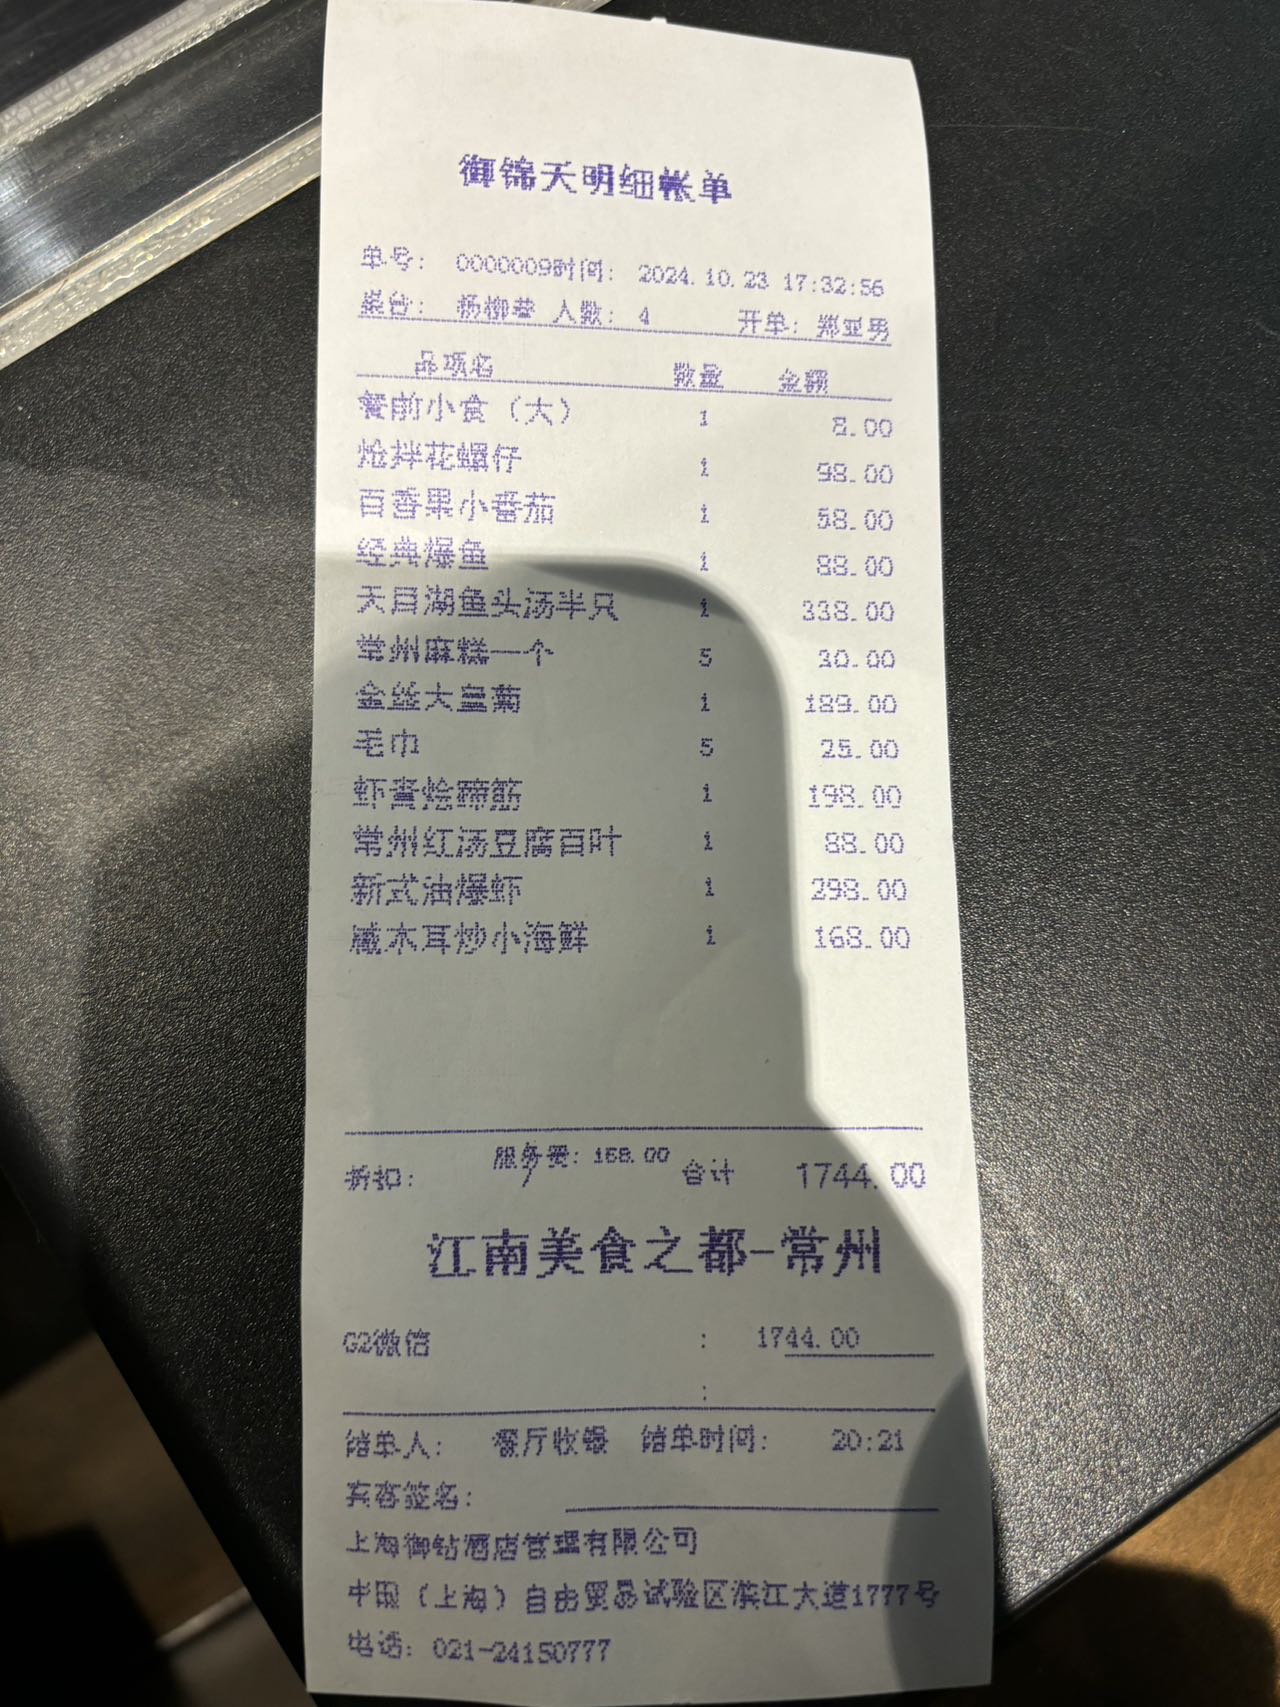 御锦天明细帐单
单号： 0000009时间： 2024.10.23 17:32:56
桌台： 杨柳巷 人数： 4 开单：郑亚男
品项名 数量 金额
餐前小食（大） 1 8.00
炝拌花螺仔 1 98.00
百香果小番茄 1 58.00
经典爆鱼 1 88.00
天目湖鱼头汤半只 1 338.00
常州麻糕一个 5 30.00
金丝大皇菊 1 189.00
毛巾 5 25.00
虾膏烩蹄筋 1 198.00
常州红汤豆腐百叶 1 88.00
新式油爆虾 1 298.00
木耳炒小海鲜 1 168.00
服务费：158.00
折扣： / 合计 1744.00
江南美食之都-常州
G2微信 : 1744.00
:
结单人： 餐厅收银 结单时间： 20:21
宾客签名：
上海御钻酒店管理有限公司
中国（上海）自由贸易试验区滨江大道1777号
电话：021-24150777